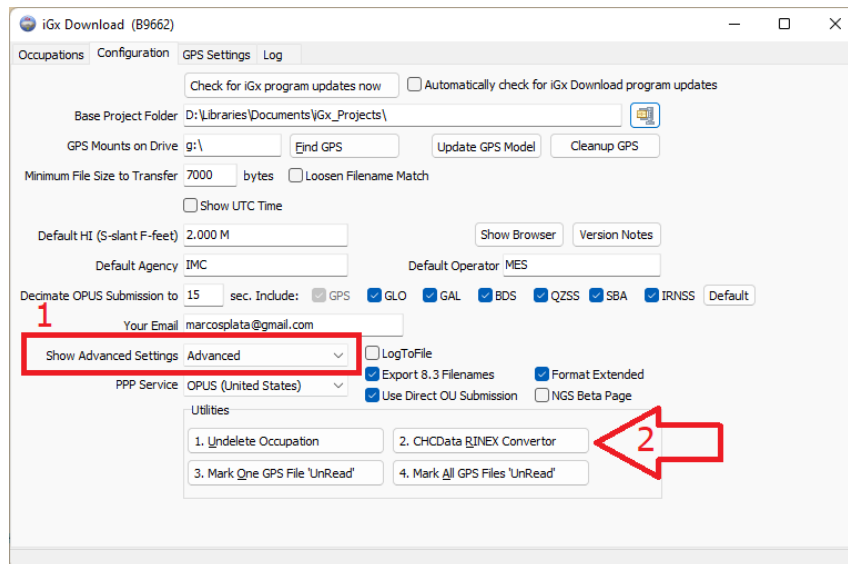 iGx Download (B9662)
Occupations Configuration GPS Settings Log
Check for iGx program updates now Automatically check for iGx Download program updates
Base Project Folder D:\Libraries\Documents\iGx_Projects\
GPS Mounts on Drive g:\ Find GPS Update GPS Model Cleanup GPS
Minimum File Size to Transfer 7000 bytes Loosen Filename Match
Show UTC Time
Default HI (S-slant F-feet) 2.000 M Show Browser Version Notes
Default Agency IMC Default Operator MES
Decimate OPUS Submission to 15 sec. Include: GPS GLO GAL BDS QZSS SBA IRNSS Default
1
Your Email marcosplata@gmail.com
Show Advanced Settings Advanced LogToFile
Export 8.3 Filenames Format Extended
PPP Service OPUS (United States)
Use Direct OU Submission NGS Beta Page
Utilities
1. Undelete Occupation 2. CHCData RINEX Convertor 2
3. Mark One GPS File 'UnRead' 4. Mark All GPS Files 'UnRead'